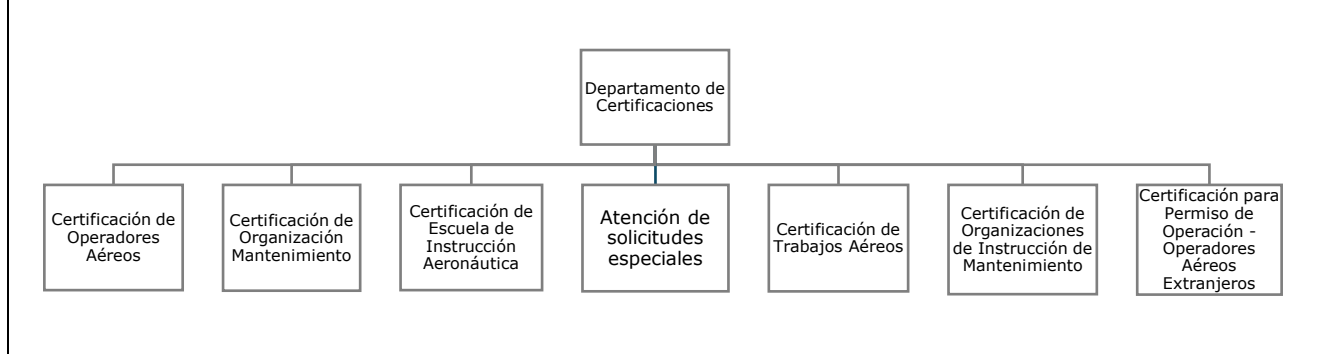 Departamento de
Certificaciones
Certificación de
Operadores
Aéreos
Certificación de
Organización
Mantenimiento
Certificación de
Escuela de
Instrucción
Aeronáutica
Atención de
solicitudes
especiales
Certificación de
Trabajos Aéreos
Certificación de
Organizaciones
de Instrucción de
Mantenimiento
Certificación para
Permiso de
Operación -
Operadores
Aéreos
Extranjeros